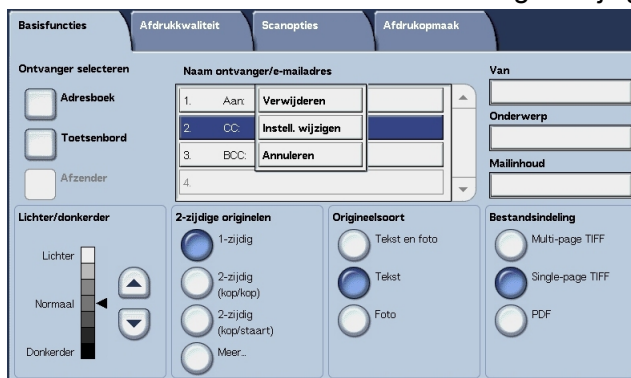 Basisfuncties
Afdrukkwaliteit
Scanopties
Afdrukopmaak
Ontvanger selecteren
Adresboek
Toetsenbord
Afzender
Naam ontvanger/e-mailadres
1. Aan: Verwijderen
2. CC: Instell. wijzigen
3. BCC: Annuleren
4.
Van
Onderwerp
Mailinhoud
Lichter/donkerder
Lichter
Normaal
Donkerder
2-zijdige originelen
1-zijdig
2-zijdig
(kop/kop)
2-zijdig
(kop/staart)
Meer...
Origineelsoort
Tekst en foto
Tekst
Foto
Bestandsindeling
Multi-page TIFF
Single-page TIFF
PDF